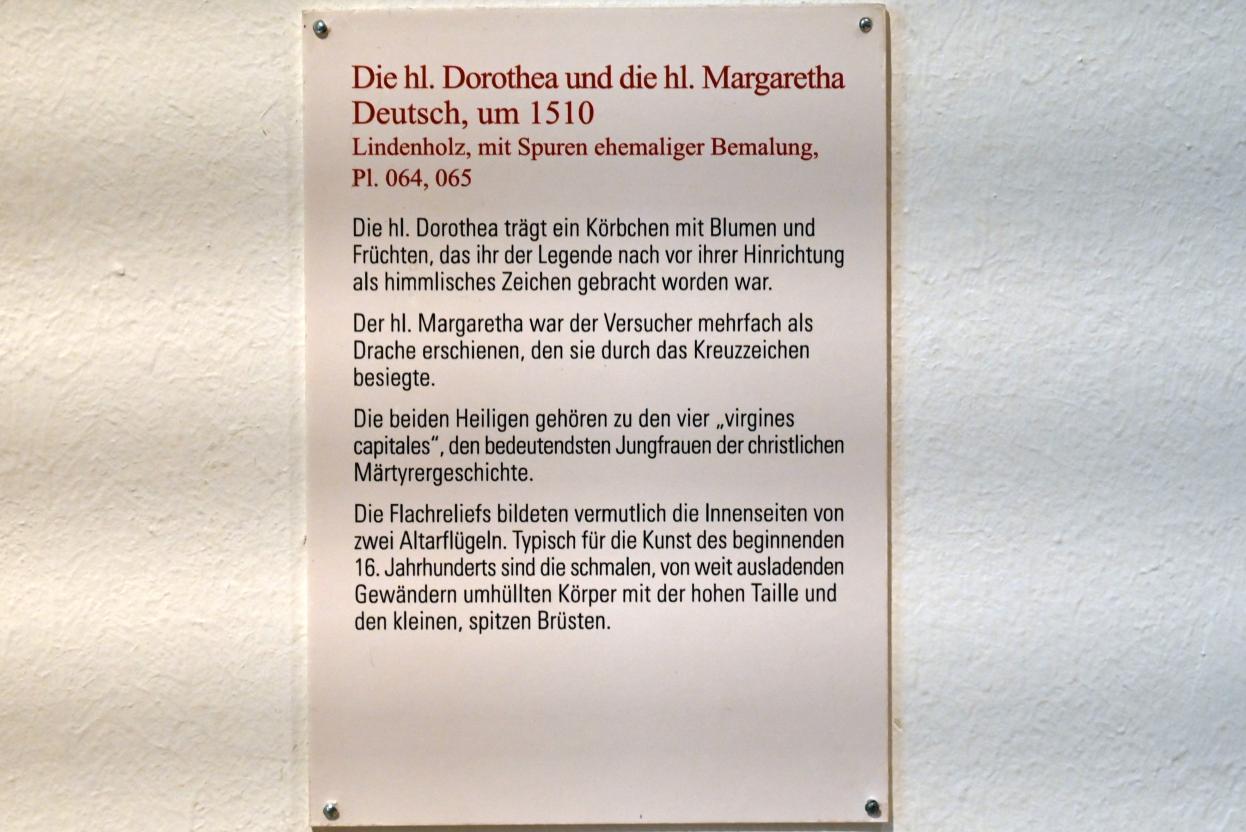 Die hl. Dorothea und die hl. Margaretha
Deutsch, um 1510
Lindenholz, mit Spuren ehemaliger Bemalung,
Pl. 064, 065
Die hl. Dorothea trägt ein Körbchen mit Blumen und
Früchten, das ihr der Legende nach vor ihrer Hinrichtung
als himmlisches Zeichen gebracht worden war.
Der hl. Margaretha war der Versucher mehrfach als
Drache erschienen, den sie durch das Kreuzzeichen
besiegte.
Die beiden Heiligen gehören zu den vier „virgines
capitales“, den bedeutendsten Jungfrauen der christlichen
Märtyrergeschichte.
Die Flachreliefs bildeten vermutlich die Innenseiten von
zwei Altarflügeln. Typisch für die Kunst des beginnenden
16. Jahrhunderts sind die schmalen, von weit ausladenden
Gewändern umhüllten Körper mit der hohen Taille und
den kleinen, spitzen Brüsten.